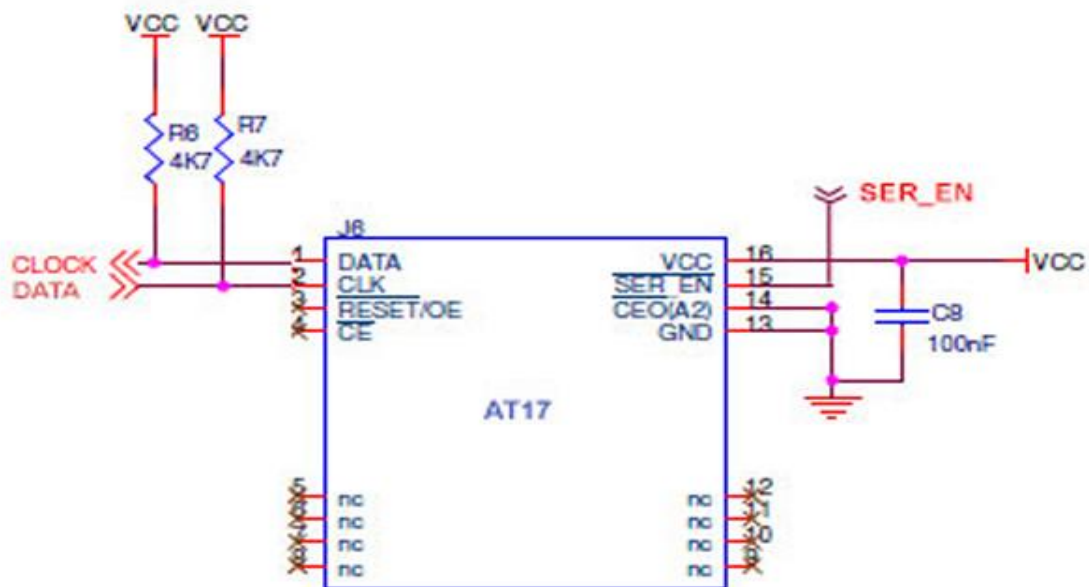 VCC VCC
R6
4K7
R7
4K7
SER_EN
J6
CLOCK
DATA
1 DATA
2 CLK
3 RESET/OE
4 CE
VCC 16
SER_EN 15
CEO(A2) 14
GND 13
VCC
C8
100nF
AT17
5 nc
nc
nc
nc
nc 12
nc 11
nc 10
nc 9